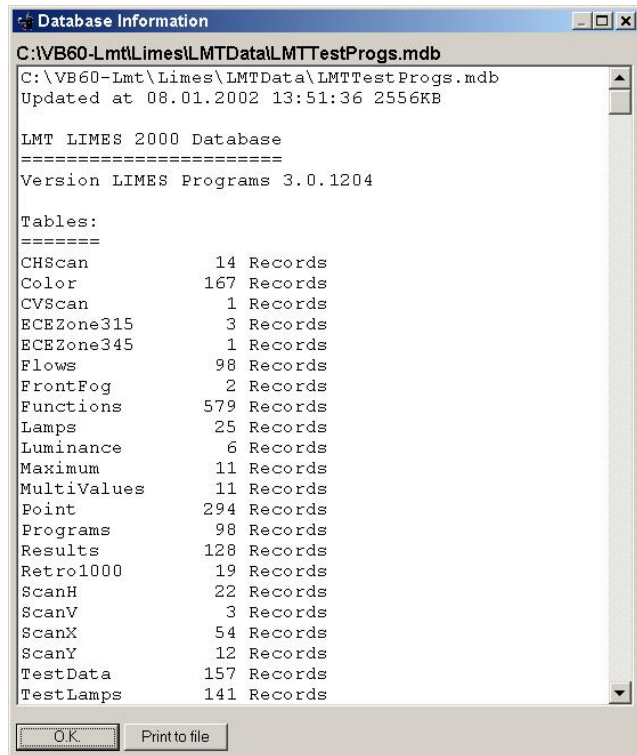 Database Information
C:\VB60-Lmt\Limes\LMTData\LMTTestProgs.mdb
C:\VB60-Lmt\Limes\LMTData\LMTTestProgs.mdb
Updated at 08.01.2002 13:51:36 2556KB
LMT LIMES 2000 Database
=======================
Version LIMES Programs 3.0.1204
Tables:
=======
CHScan 14 Records
Color 167 Records
CVScan 1 Records
ECEZone315 3 Records
ECEZone345 1 Records
Flows 98 Records
FrontFog 2 Records
Functions 579 Records
Lamps 25 Records
Luminance 6 Records
Maximum 11 Records
MultiValues 11 Records
Point 294 Records
Programs 98 Records
Results 128 Records
Retro1000 19 Records
ScanH 22 Records
ScanV 3 Records
ScanX 54 Records
ScanY 12 Records
TestData 157 Records
TestLamps 141 Records
O.K. Print to file